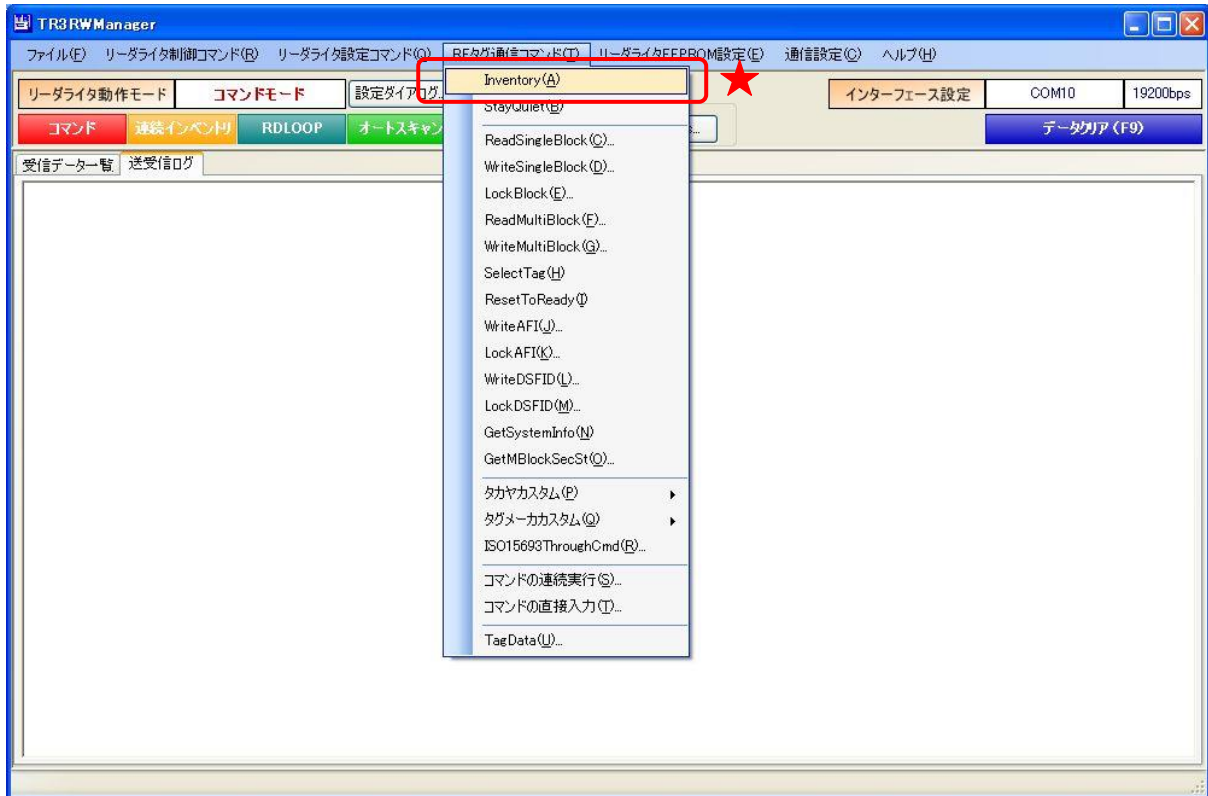 TR3RWManager
ファイル(F) リーダライタ制御コマンド(R) リーダライタ設定コマンド(O) RFタグ通信コマンド(T) リーダライタEEPROM設定(E) 通信設定(C) ヘルプ(H)
リーダライタ動作モード コマンドモード 設定ダイアログ... インターフェース設定 COM10 19200bps
コマンド 連続インベントリ RDLOOP オートスキャン データクリア(F9)
受信データ一覧 送受信ログ
Inventory(A)
StayQuiet(B)
ReadSingleBlock(C)...
WriteSingleBlock(D)...
LockBlock(E)...
ReadMultiBlock(F)...
WriteMultiBlock(G)...
SelectTag(H)
ResetToReady(I)
WriteAFI(J)...
LockAFI(K)...
WriteDSFID(L)...
LockDSFID(M)...
GetSystemInfo(N)
GetMBlockSecSt(O)...
タカヤカスタム(P)
タグメーカカスタム(Q)
ISO15693ThroughCmd(R)...
コマンドの連続実行(S)...
コマンドの直接入力(T)...
TagData(U)...